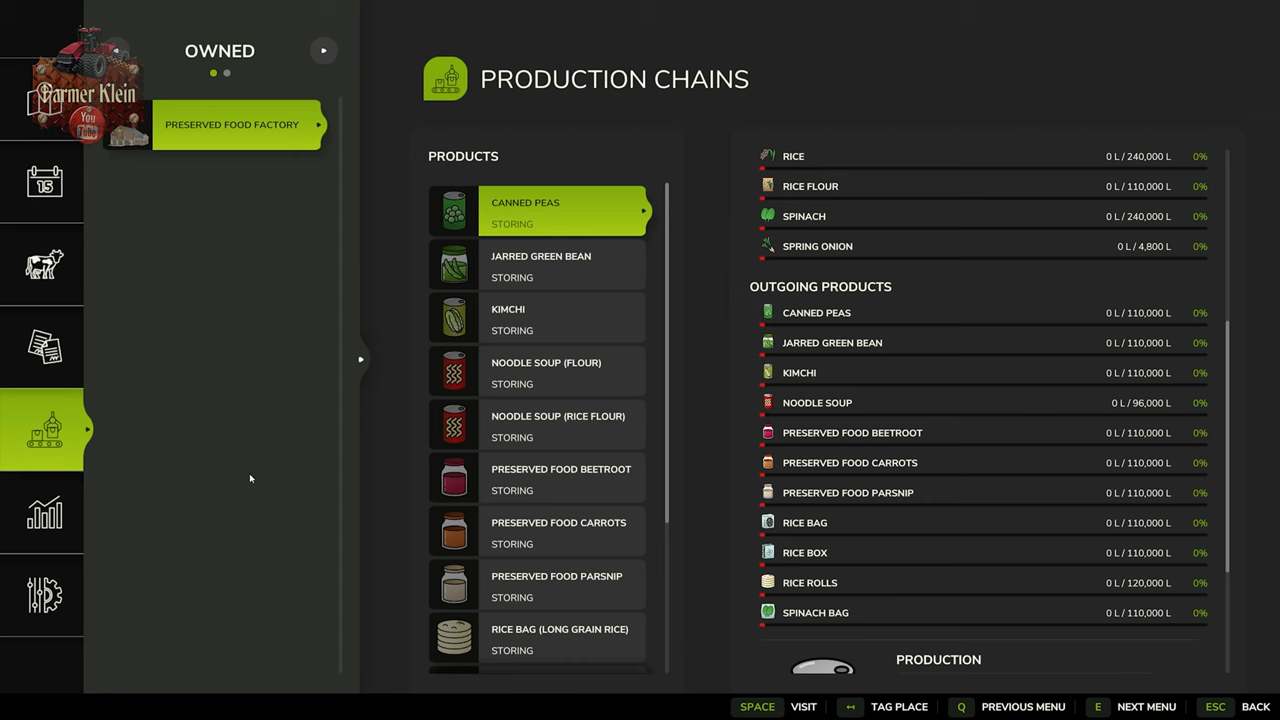 OWNED
Farmer Klein
You
Tube
15
PRESERVED FOOD FACTORY
PRODUCTION CHAINS
PRODUCTS
CANNED PEAS
STORING
JARRED GREEN BEAN
STORING
KIMCHI
STORING
NOODLE SOUP (FLOUR)
STORING
NOODLE SOUP (RICE FLOUR)
STORING
PRESERVED FOOD BEETROOT
STORING
PRESERVED FOOD CARROTS
STORING
PRESERVED FOOD PARSNIP
STORING
RICE BAG (LONG GRAIN RICE)
STORING
RICE 0 L / 240,000 L 0%
RICE FLOUR 0 L / 110,000 L 0%
SPINACH 0 L / 240,000 L 0%
SPRING ONION 0 L / 4,800 L 0%
OUTGOING PRODUCTS
CANNED PEAS 0 L / 110,000 L 0%
JARRED GREEN BEAN 0 L / 110,000 L 0%
KIMCHI 0 L / 110,000 L 0%
NOODLE SOUP 0 L / 96,000 L 0%
PRESERVED FOOD BEETROOT 0 L / 110,000 L 0%
PRESERVED FOOD CARROTS 0 L / 110,000 L 0%
PRESERVED FOOD PARSNIP 0 L / 110,000 L 0%
RICE BAG 0 L / 110,000 L 0%
RICE BOX 0 L / 110,000 L 0%
RICE ROLLS 0 L / 120,000 L 0%
SPINACH BAG 0 L / 110,000 L 0%
PRODUCTION
SPACE VISIT TAG PLACE Q PREVIOUS MENU E NEXT MENU ESC BACK